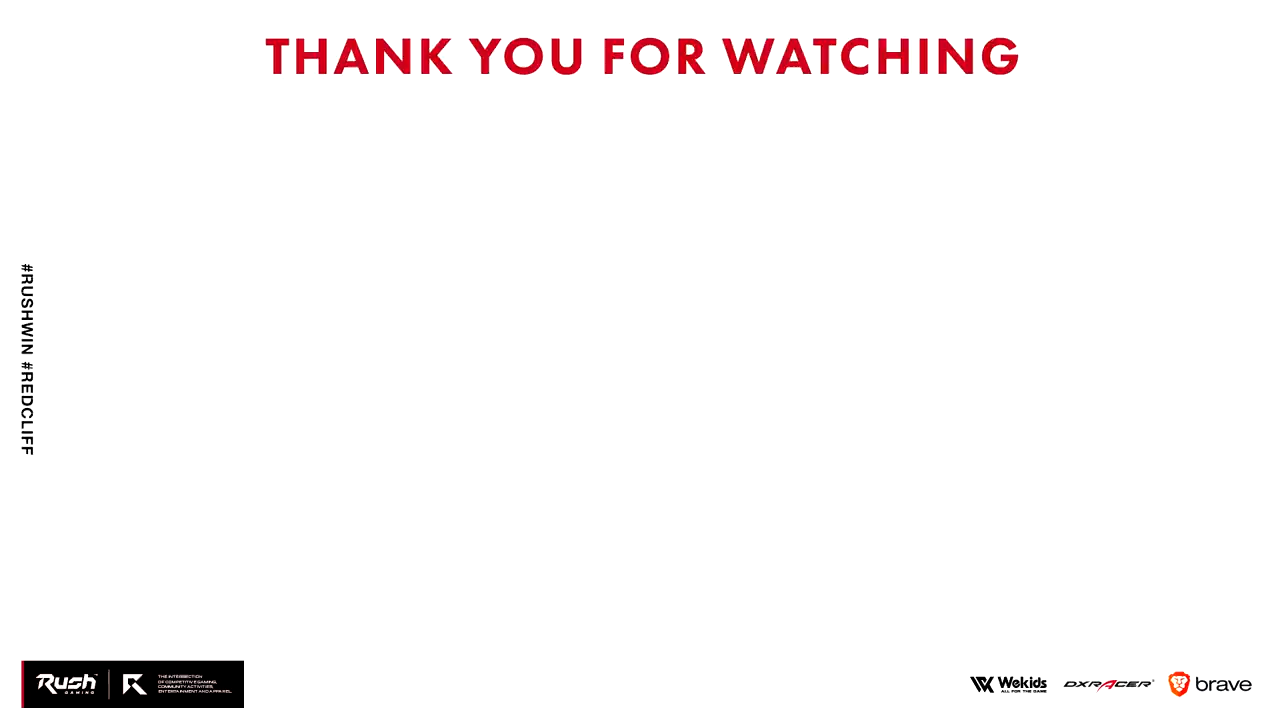 THANK YOU FOR WATCHING
#RUSHWIN #REDCLIFF
Rush
GAMING
THE INTERSECTION
OF COMPETITIVE GAMING,
COMMUNITY ACTIVITIES,
ENTERTAINMENT AND APPAREL
Wekids
ALL FOR THE GAME
DXRACER
brave